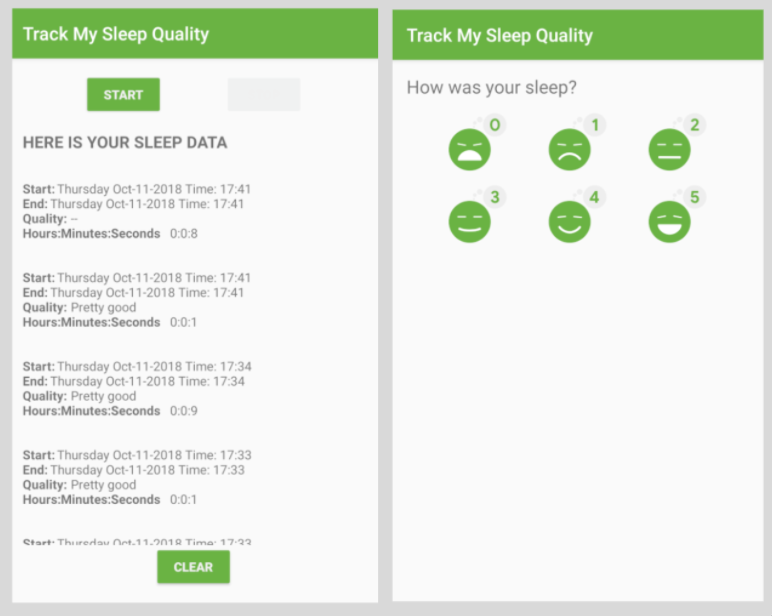 Track My Sleep Quality
START
HERE IS YOUR SLEEP DATA
Start: Thursday Oct-11-2018 Time: 17:41
End: Thursday Oct-11-2018 Time: 17:41
Quality: --
Hours:Minutes:Seconds 0:0:8
Start: Thursday Oct-11-2018 Time: 17:41
End: Thursday Oct-11-2018 Time: 17:41
Quality: Pretty good
Hours:Minutes:Seconds 0:0:1
Start: Thursday Oct-11-2018 Time: 17:34
End: Thursday Oct-11-2018 Time: 17:34
Quality: Pretty good
Hours:Minutes:Seconds 0:0:9
Start: Thursday Oct-11-2018 Time: 17:33
End: Thursday Oct-11-2018 Time: 17:33
Quality: Pretty good
Hours:Minutes:Seconds 0:0:1
Start: Thursday Oct-11-2018 Time: 17:33
CLEAR
Track My Sleep Quality
How was your sleep?
0 1 2
3 4 5